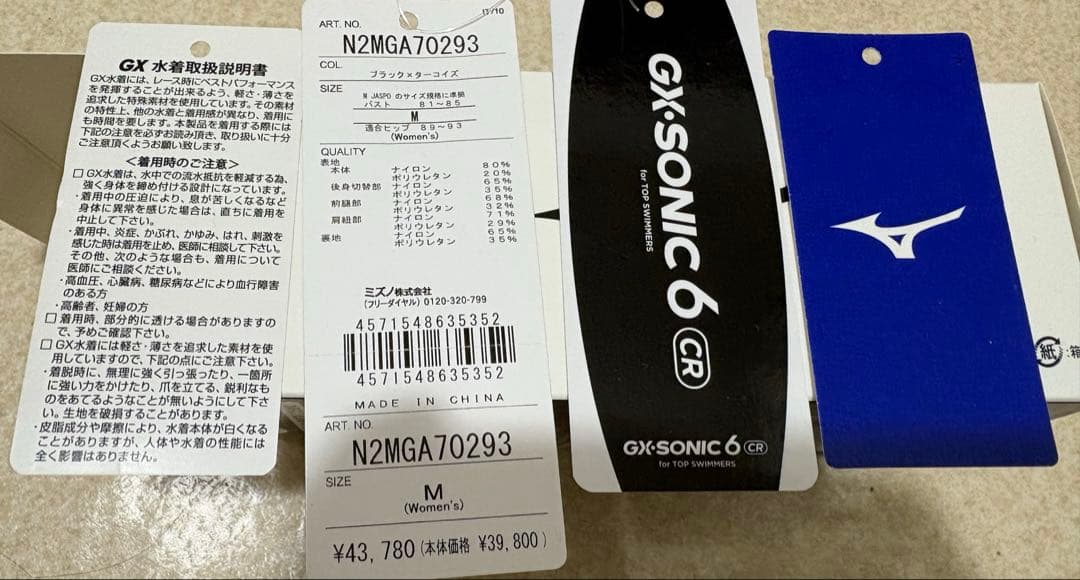 GX 水着取扱説明書
GX水着には、レース時にベストパフォーマンス
を発揮することが出来るよう、軽さ・薄さを
追求した特殊素材を使用しています。その素材
の特性上、他の水着と着用感が異なり、着用に
も時間を要します。本製品を着用する際には
下記の注意を必ずお読み頂き、取り扱いに十分
ご注意頂くようお願い致します。
<着用時のご注意>
□ GX水着は、水中での流水抵抗を軽減する為、
強く身体を締め付ける設計になっています。
・着用中の圧迫により、息が苦しくなるなど
身体に異常を感じた場合は、直ちに着用を
中止して下さい。
・着用中、炎症、かぶれ、かゆみ、はれ、刺激を
感じた時は着用を止め、医師に相談して下さい。
その他、次のような場合も、着用について
医師にご相談ください。
・高血圧、心臓病、糖尿病などにより血行障害
のある方
・高齢者、妊婦の方
□ 着用時、部分的に透ける場合がありますの
で、予めご確認下さい。
□ GX水着には軽さ・薄さを追求した素材を使
用していますので、下記の点にご注意下さい。
・着脱時に、無理に強く引っ張ったり、一箇所
に強い力をかけたり、爪を立てる、鋭利なも
のをあてるようなことが無いようにして下さ
い。生地を破損することがあります。
・皮脂成分や摩擦により、水着本体が白くなる
ことがありますが、人体や水着の性能には
全く影響はありません。
ART. NO.
N2MGA70293
COL.
ブラック×ターコイズ
SIZE
M JASPO のサイズ規格に準拠
バスト 81～85
M
適合ヒップ 89～93
(Women's)
QUALITY
表地
本体 ナイロン 80%
ポリウレタン 20%
後身切替部 ナイロン 65%
ポリウレタン 35%
前腿部 ナイロン 68%
ポリウレタン 32%
肩紐部 ナイロン 71%
ポリウレタン 29%
裏地 ナイロン 65%
ポリウレタン 35%
ミズノ株式会社
(フリーダイヤル) 0120-320-799
4571548635352
4571548635352
MADE IN CHINA
ART. NO.
N2MGA70293
SIZE
M
(Women's)
¥43,780 (本体価格 ¥39,800)
GX·SONIC 6 CR
for TOP SWIMMERS
GX·SONIC 6 CR
for TOP SWIMMERS
紙 :箱